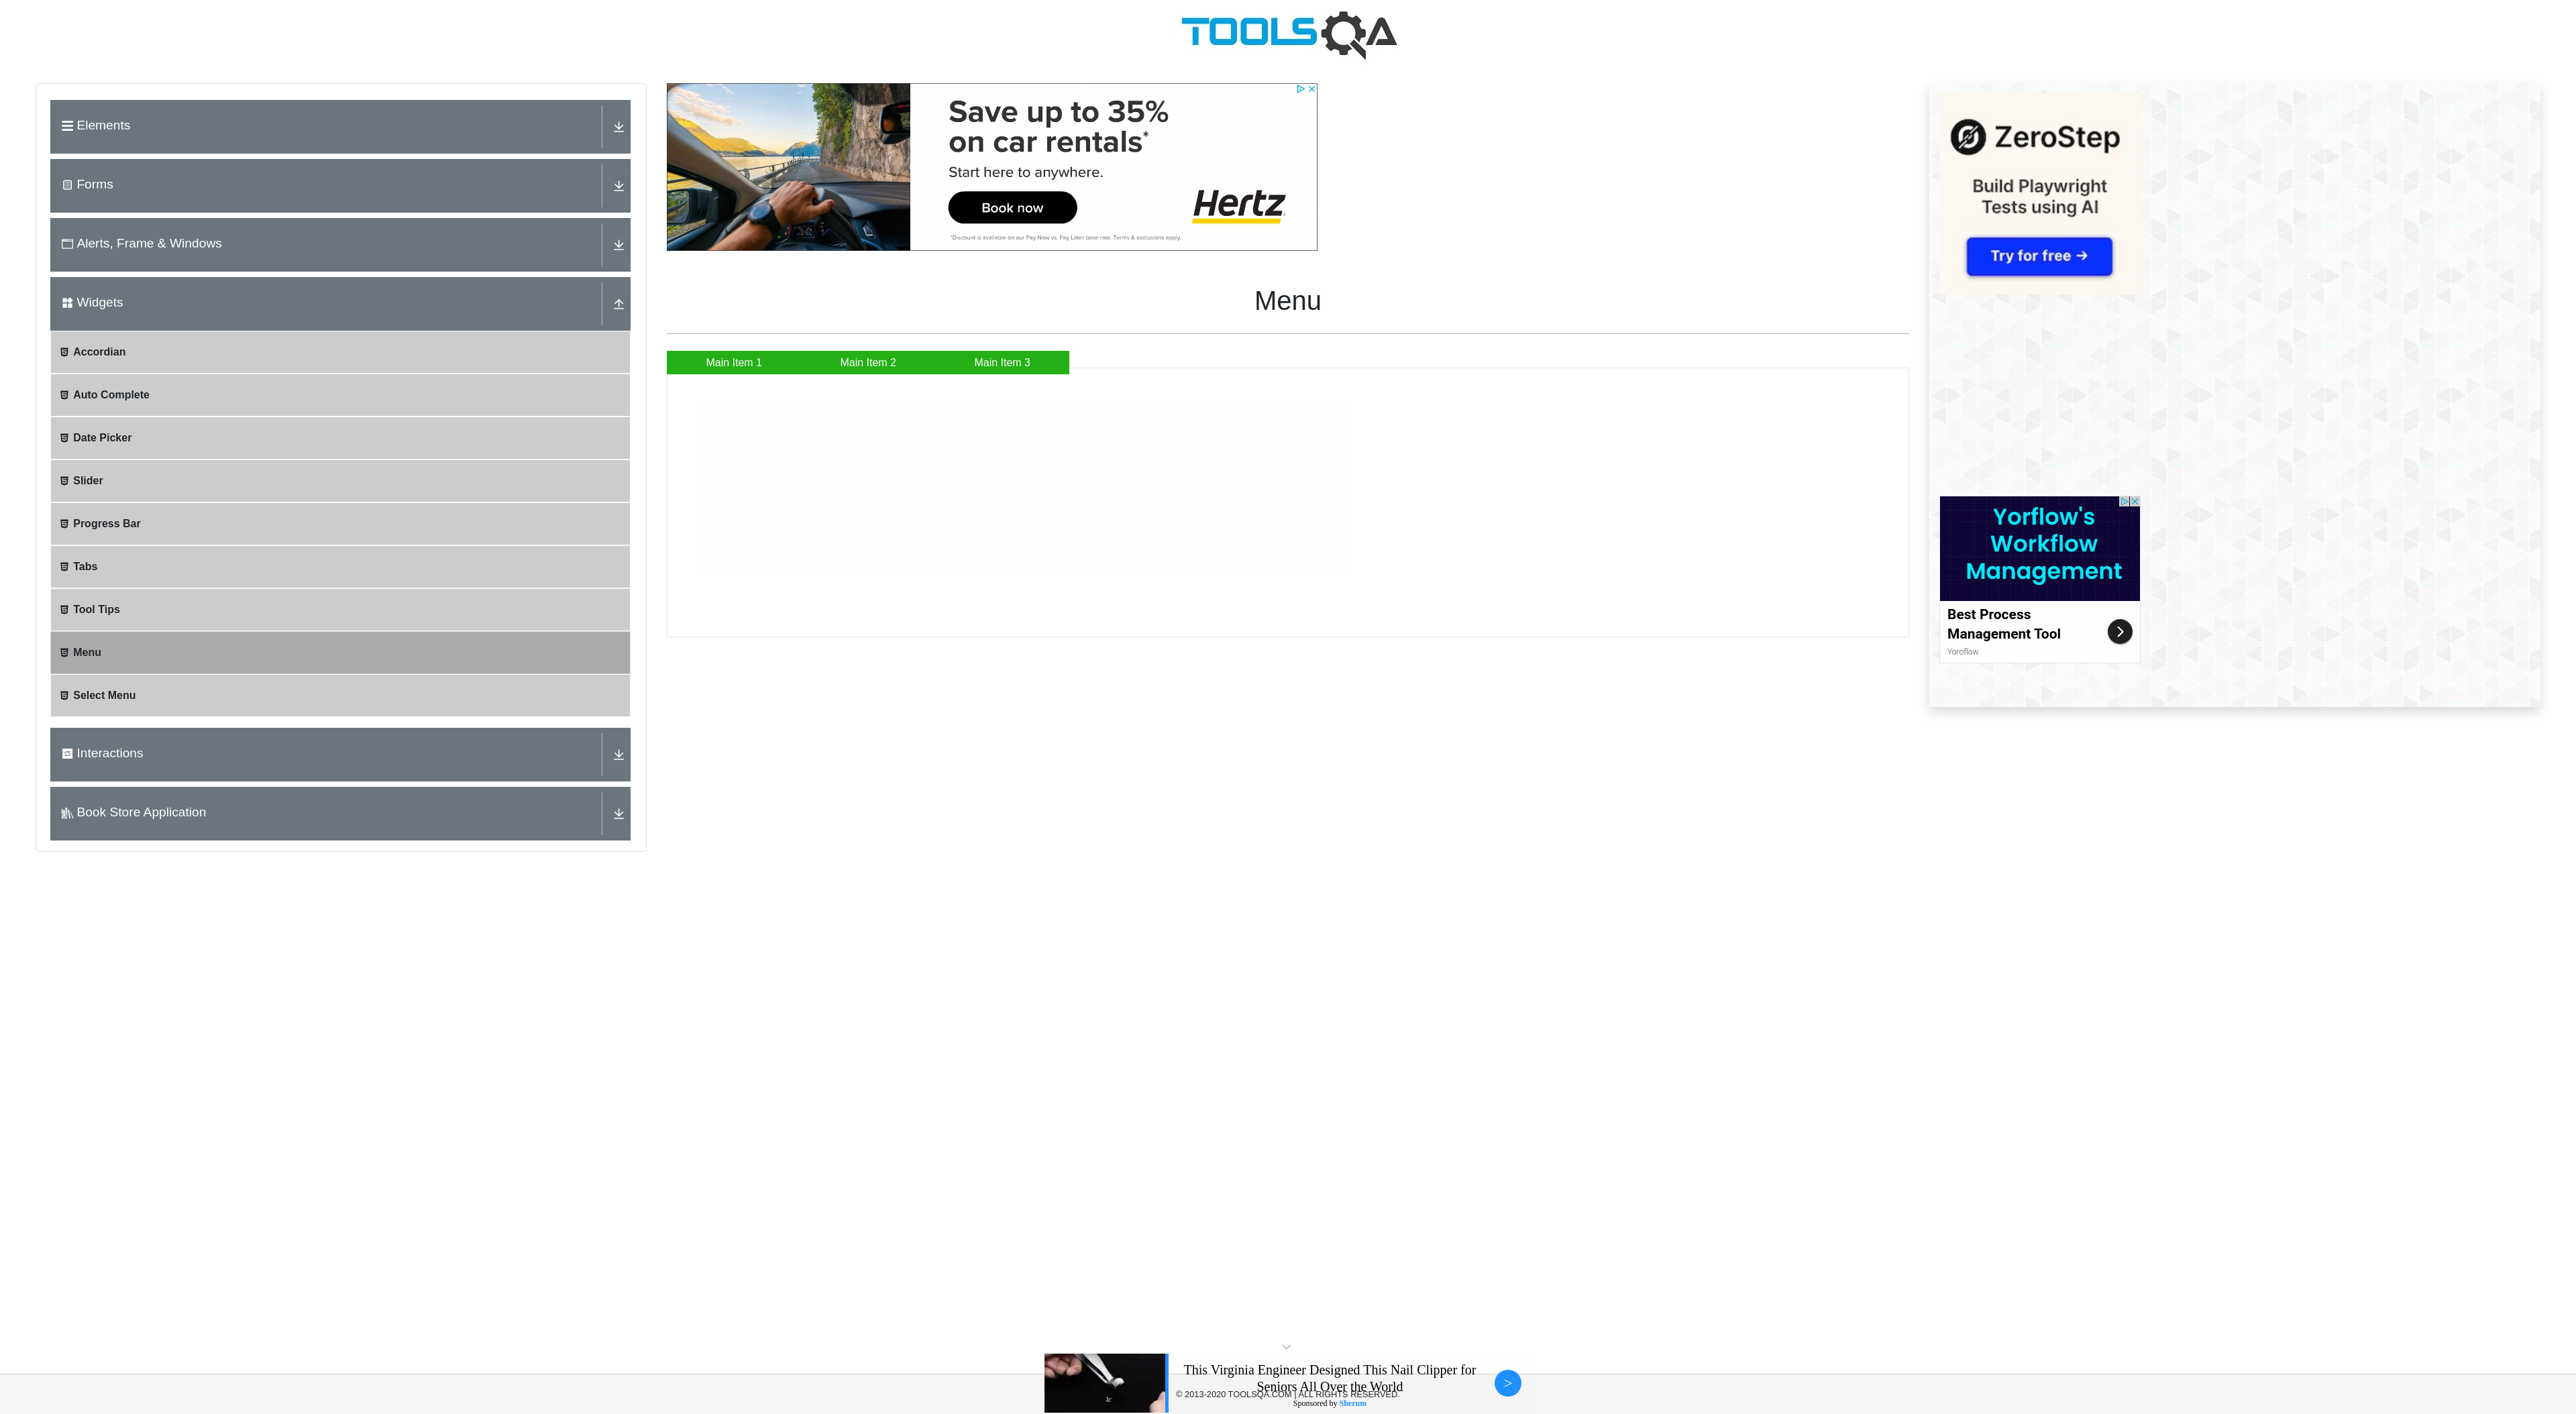 TOOLSQA
Elements
Forms
Alerts, Frame & Windows
Widgets
Accordian
Auto Complete
Date Picker
Slider
Progress Bar
Tabs
Tool Tips
Menu
Select Menu
Interactions
Book Store Application
Save up to 35%
on car rentals*
Start here to anywhere.
Book now
Hertz
*Discount is available on our Pay Now vs. Pay Later base rate. Terms & exclusions apply.
Menu
Main Item 1 Main Item 2 Main Item 3
ZeroStep
Build Playwright
Tests using AI
Try for free →
Yorflow's
Workflow
Management
Best Process
Management Tool
Yoroflow
This Virginia Engineer Designed This Nail Clipper for
Seniors All Over the World
© 2013-2020 TOOLSQA.COM | ALL RIGHTS RESERVED.
Sponsored by Sherum